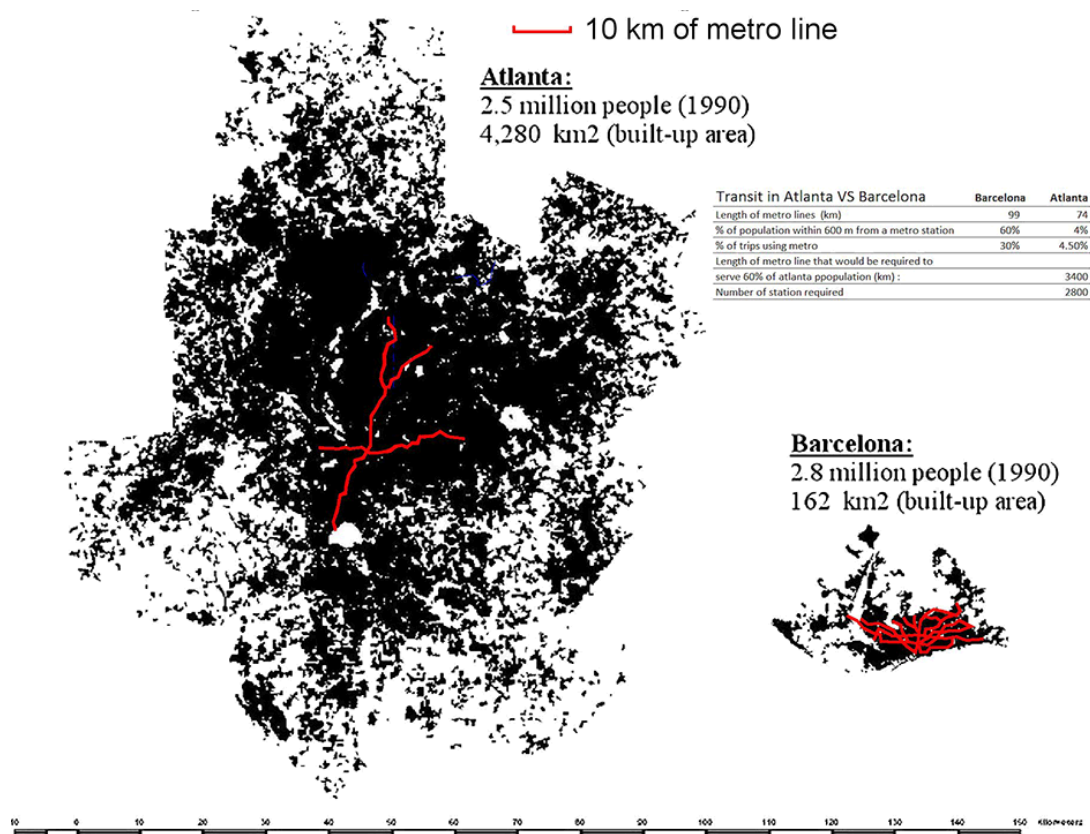 10 km of metro line
Atlanta:
2.5 million people (1990)
4,280 km2 (built-up area)
Transit in Atlanta VS Barcelona Barcelona Atlanta
Length of metro lines (km) 99 74
% of population within 600 m from a metro station 60% 4%
% of trips using metro 30% 4.50%
Length of metro line that would be required to
serve 60% of atlanta ppopulation (km) : 3400
Number of station required 2800
Barcelona:
2.8 million people (1990)
162 km2 (built-up area)
10 0 10 20 30 40 50 60 70 80 90 100 110 120 130 140 150 Kilometers